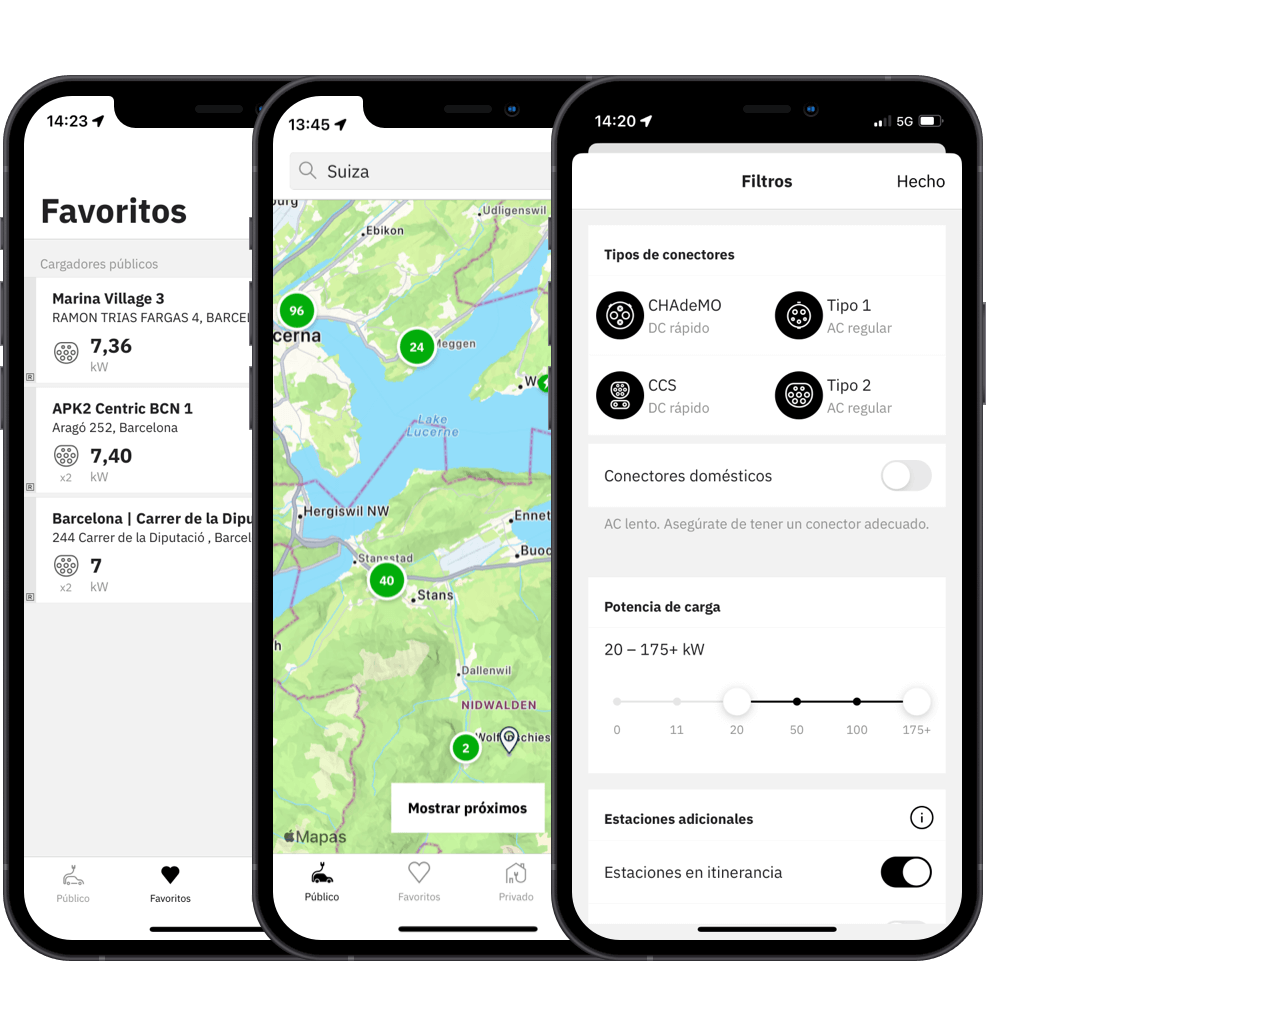 14:23
Favoritos
Cargadores públicos
Marina Village 3
RAMON TRIAS FARGAS 4, BARCEL
7,36
kW
R
APK2 Centric BCN 1
Aragó 252, Barcelona
7,40
x2 kW
R
Barcelona | Carrer de la Dipu
244 Carrer de la Diputació , Barcel
7
x2 kW
R
Público Favoritos
13:45
Suiza
Udligenswil
Ebikon
96
cerna
24
Meggen
W
Lake
Lucerne
Hergiswil NW
Ennet
Buoc
Stansstad
40
Stans
Dallenwil
NIDWALDEN
2
Mostrar próximos
Mapas
Público Favoritos Privado
14:20 5G
Filtros Hecho
Tipos de conectores
CHAdeMO Tipo 1
DC rápido AC regular
CCS Tipo 2
DC rápido AC regular
Conectores domésticos
AC lento. Asegúrate de tener un conector adecuado.
Potencia de carga
20 – 175+ kW
0 11 20 50 100 175+
Estaciones adicionales
Estaciones en itinerancia